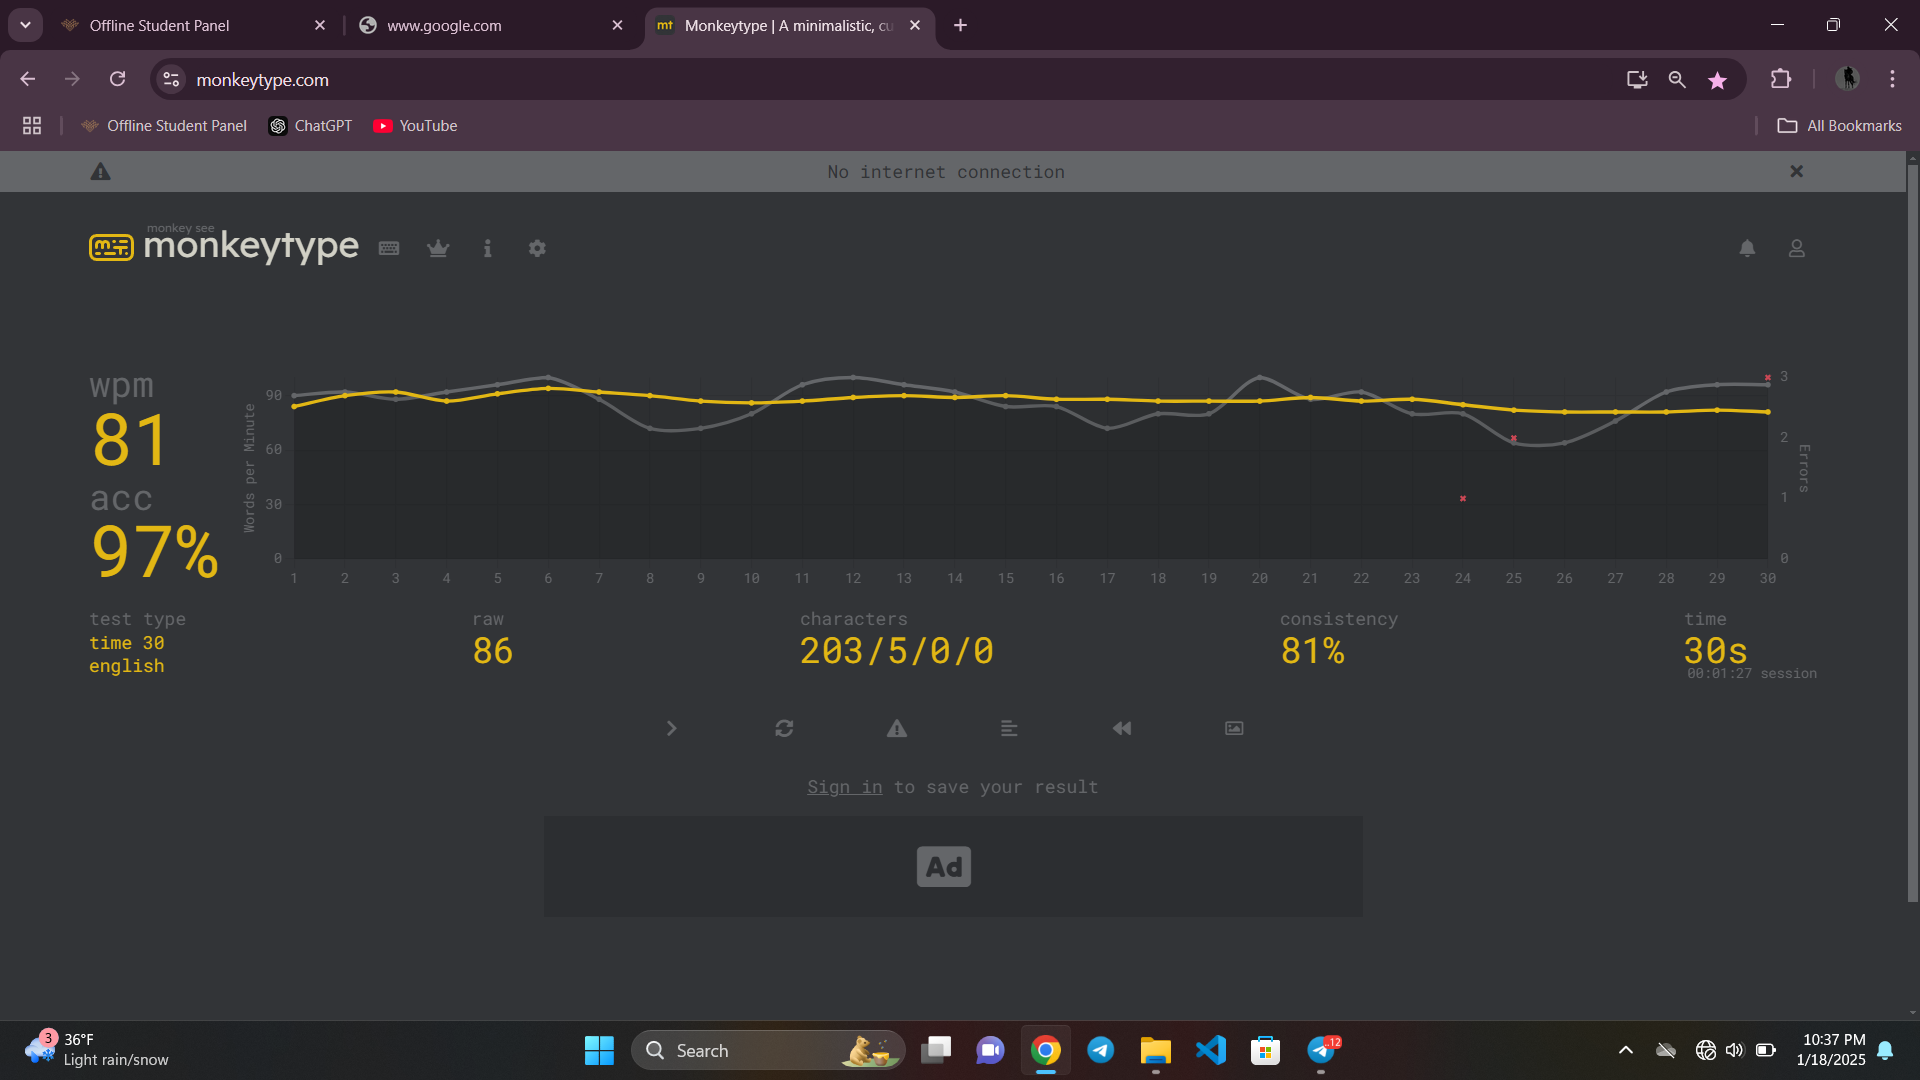 Offline Student Panel
www.google.com
mt
Monkeytype | A minimalistic, cu
monkeytype.com
Offline Student Panel
ChatGPT
YouTube
All Bookmarks
No internet connection
monkey see
monkeytype
wpm
81
acc
97%
Words per Minute
90
60
30
0
1 2 3 4 5 6 7 8 9 10 11 12 13 14 15 16 17 18 19 20 21 22 23 24 25 26 27 28 29 30
3
2
1
0
Errors
test type
time 30
english
raw
86
characters
203/5/0/0
consistency
81%
time
30s
00:01:27 session
Sign in to save your result
Ad
3
36°F
Light rain/snow
Search
..12
10:37 PM
1/18/2025